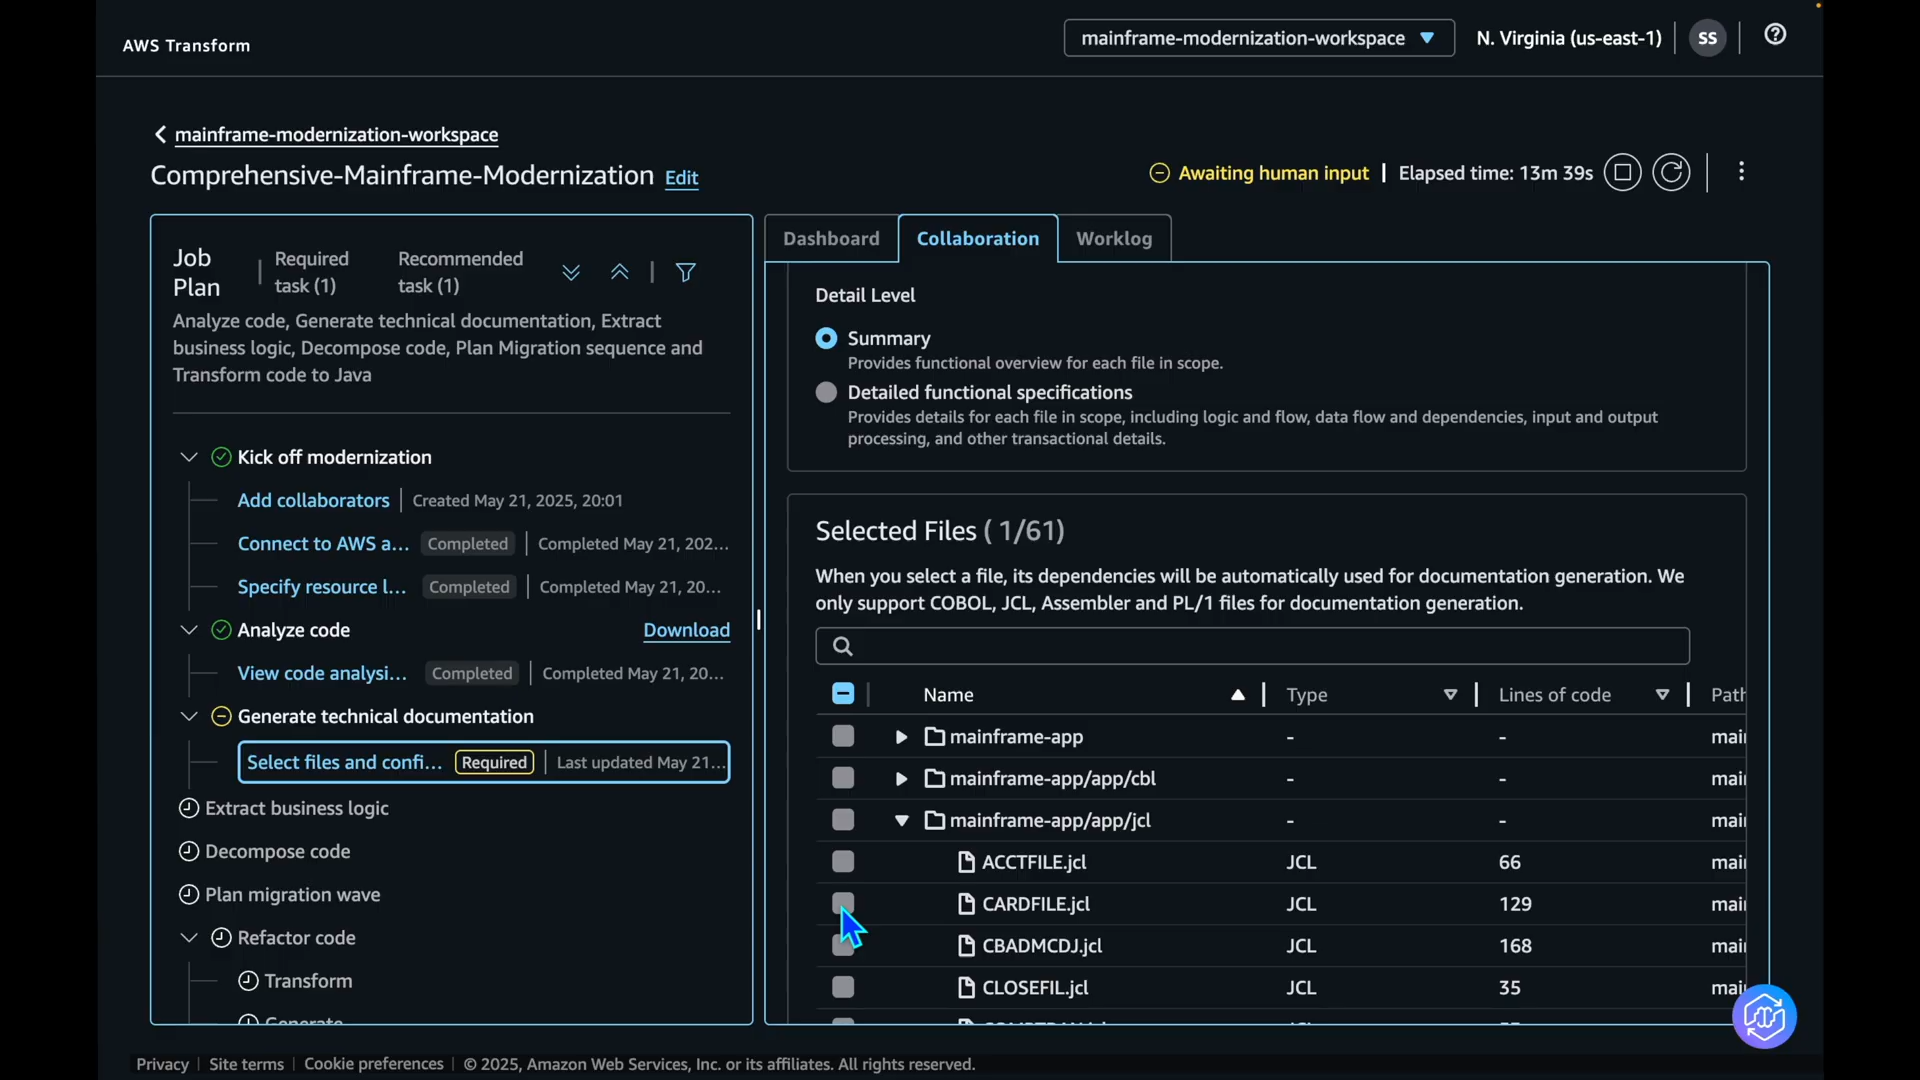 AWS Transform
mainframe-modernization-workspace
N. Virginia (us-east-1)
SS
mainframe-modernization-workspace
Comprehensive-Mainframe-Modernization Edit
Awaiting human input | Elapsed time: 13m 39s
Job Plan
Required task (1)
Recommended task (1)
Analyze code, Generate technical documentation, Extract
business logic, Decompose code, Plan Migration sequence and
Transform code to Java
Kick off modernization
Add collaborators | Created May 21, 2025, 20:01
Connect to AWS a... Completed | Completed May 21, 202...
Specify resource l... Completed | Completed May 21, 20...
Analyze code Download
View code analysi... Completed | Completed May 21, 20...
Generate technical documentation
Select files and confi... Required | Last updated May 21...
Extract business logic
Decompose code
Plan migration wave
Refactor code
Transform
Generate
Dashboard Collaboration Worklog
Detail Level
Summary
Provides functional overview for each file in scope.
Detailed functional specifications
Provides details for each file in scope, including logic and flow, data flow and dependencies, input and output
processing, and other transactional details.
Selected Files ( 1/61)
When you select a file, its dependencies will be automatically used for documentation generation. We
only support COBOL, JCL, Assembler and PL/1 files for documentation generation.
Name Type Lines of code Path
mainframe-app - - mai
mainframe-app/app/cbl - - mai
mainframe-app/app/jcl - - mai
ACCTFILE.jcl JCL 66 mai
CARDFILE.jcl JCL 129 mai
CBADMCDJ.jcl JCL 168 mai
CLOSEFIL.jcl JCL 35 mai
Privacy | Site terms | Cookie preferences | © 2025, Amazon Web Services, Inc. or its affiliates. All rights reserved.